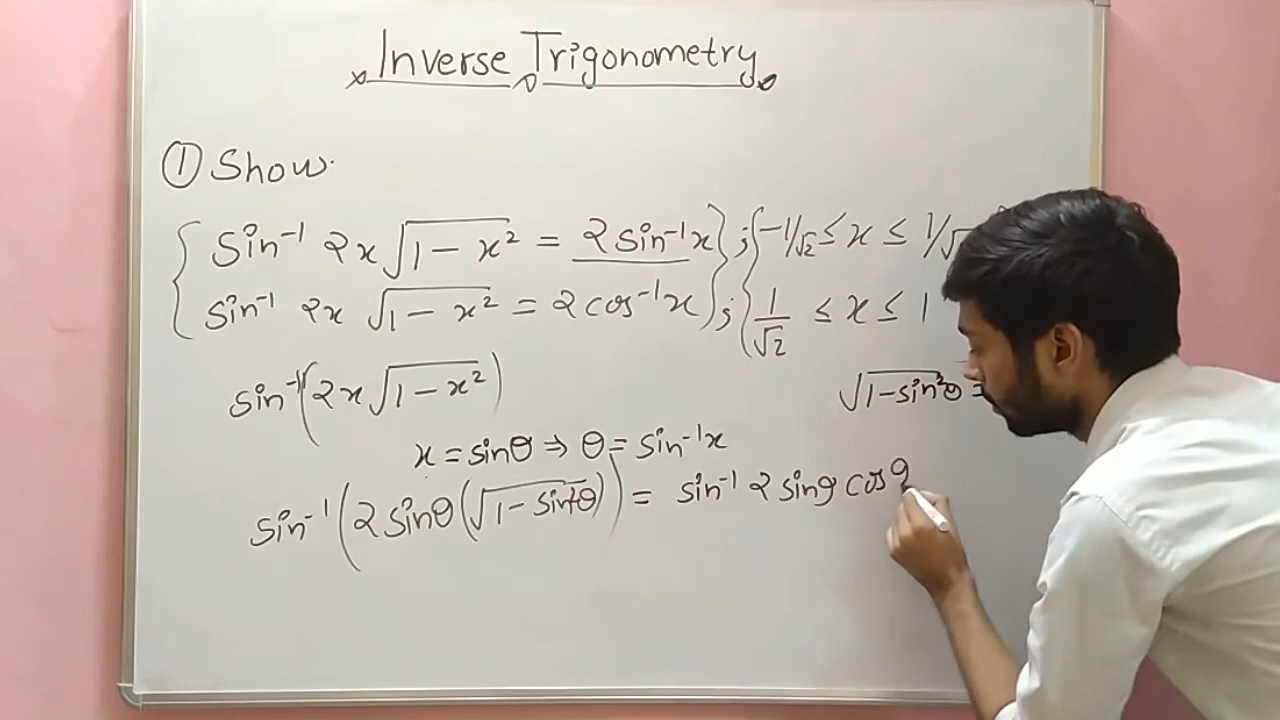 Inverse Trigonometry
① Show.
{ Sin⁻¹ 2x√(1 − x²) = 2 sin⁻¹x } ; { −1/√2 ≤ x ≤ 1/√
sin⁻¹ 2x √(1 − x²) = 2 cos⁻¹x ; 1/√2 ≤ x ≤ 1
sin⁻¹(2x√(1 − x²))
√(1−sin²θ) =
x = sinθ ⇒ θ = sin⁻¹x
sin⁻¹(2 sinθ(√(1 − sin²θ))) = sin⁻¹ 2 sinθ cosθ